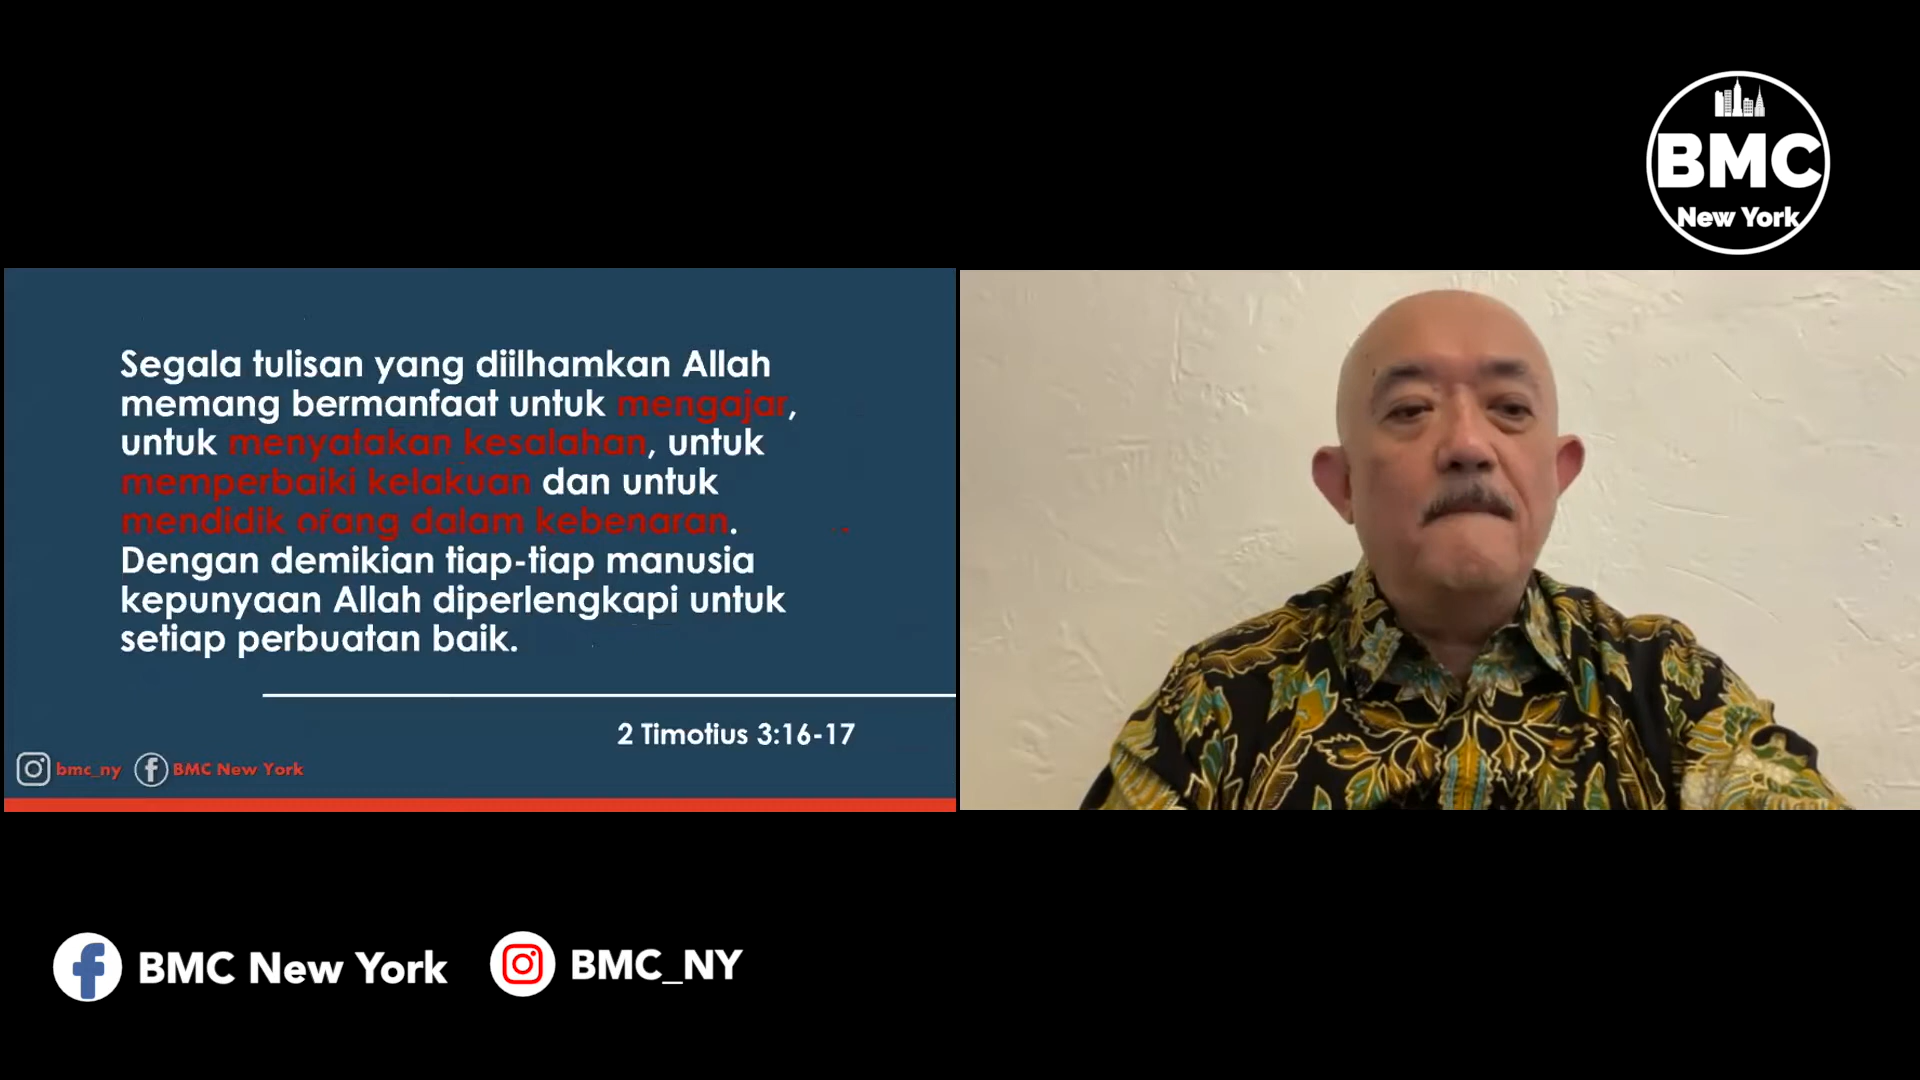 BMC
New York
Segala tulisan yang diilhamkan Allah
memang bermanfaat untuk mengajar,
untuk menyatakan kesalahan, untuk
memperbaiki kelakuan dan untuk
mendidik orang dalam kebenaran.
Dengan demikian tiap-tiap manusia
kepunyaan Allah diperlengkapi untuk
setiap perbuatan baik.
2 Timotius 3:16-17
bmc_ny BMC New York
BMC New York BMC_NY